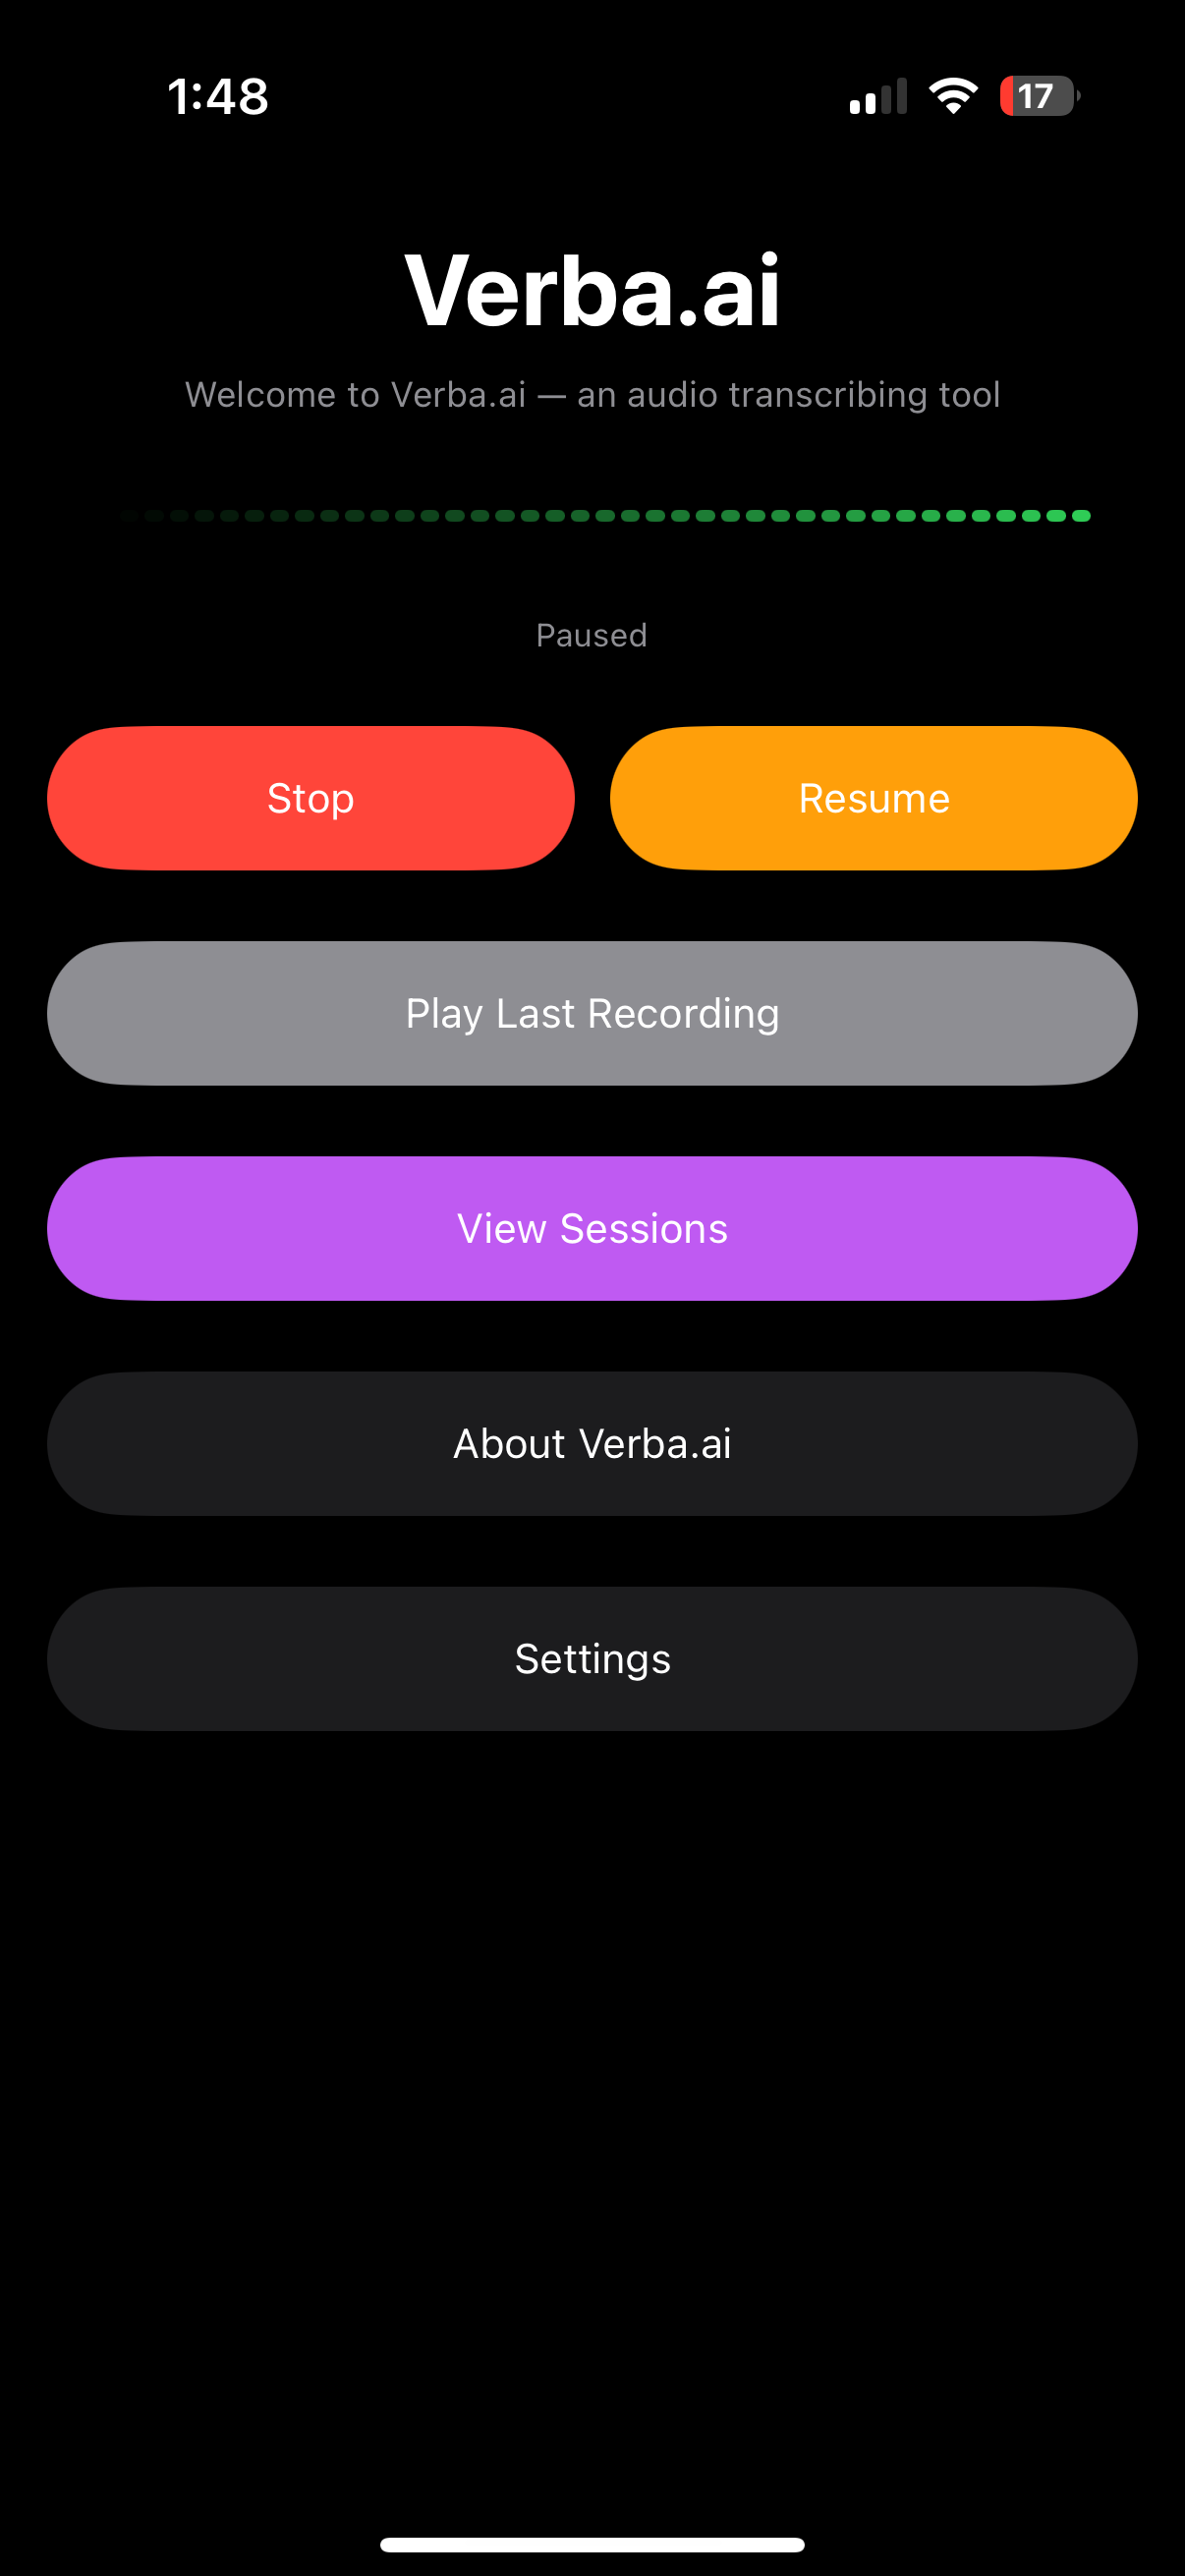 1:48
17
Verba.ai
Welcome to Verba.ai — an audio transcribing tool
Paused
Stop
Resume
Play Last Recording
View Sessions
About Verba.ai
Settings